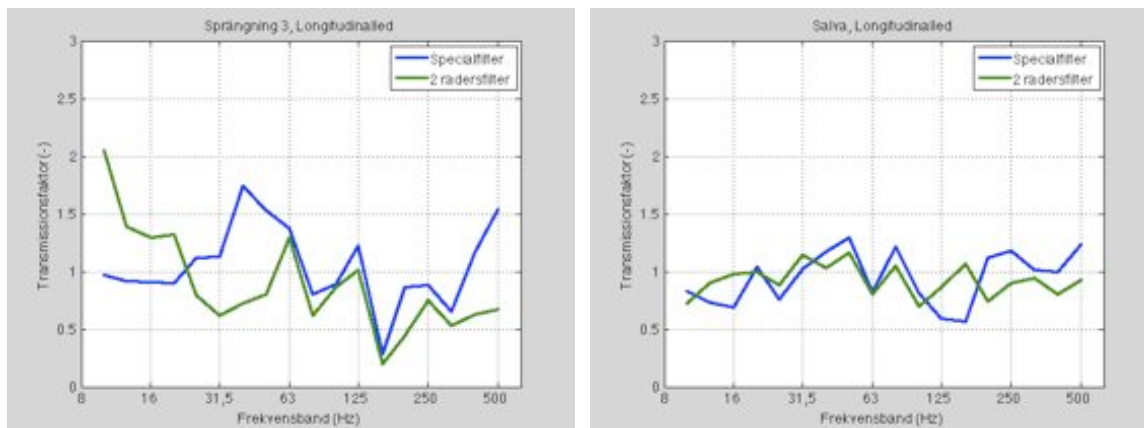 Sprängning 3, Longitudinalled
Specialfilter
2 radersfilter
3
2.5
2
1.5
1
0.5
0
Transmissionsfaktor (-)
8 16 31,5 63 125 250 500
Frekvensband (Hz)
Salva, Longitudinalled
Specialfilter
2 radersfilter
3
2.5
2
1.5
1
0.5
0
Transmissionsfaktor (-)
8 16 31,5 63 125 250 500
Frekvensband (Hz)